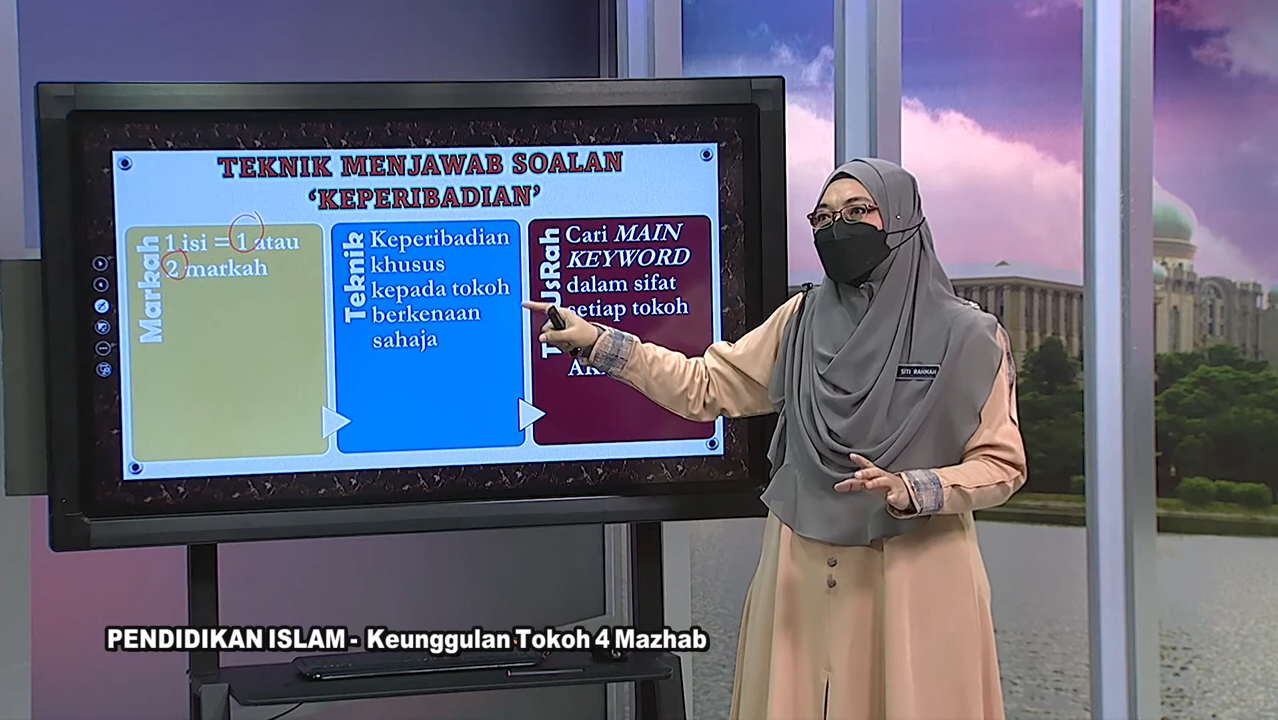 TEKNIK MENJAWAB SOALAN
'KEPERIBADIAN'
Markah
1 isi = 1 atau
2 markah
Teknik
Keperibadian
khusus
kepada tokoh
berkenaan
sahaja
Cari MAIN
KEYWORD
dalam sifat
setiap tokoh
SITI RAHMAH
PENDIDIKAN ISLAM - Keunggulan Tokoh 4 Mazhab